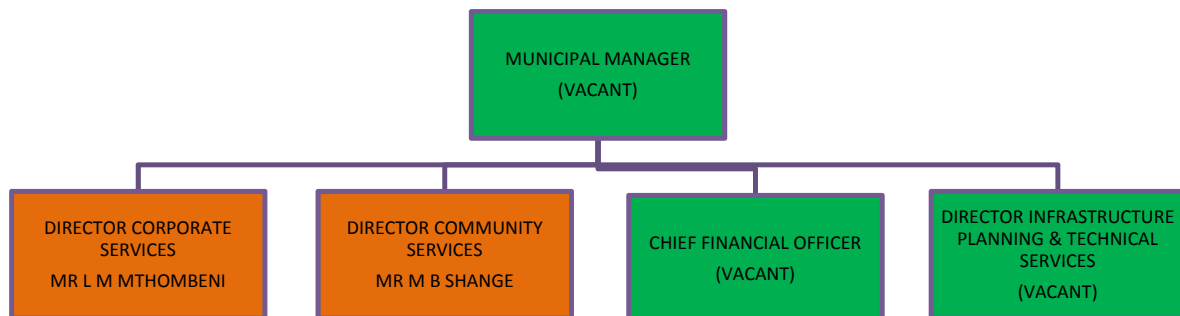 MUNICIPAL MANAGER
(VACANT)
DIRECTOR CORPORATE
SERVICES
MR L M MTHOMBENI
DIRECTOR COMMUNITY
SERVICES
MR M B SHANGE
CHIEF FINANCIAL OFFICER
(VACANT)
DIRECTOR INFRASTRUCTURE
PLANNING & TECHNICAL
SERVICES
(VACANT)